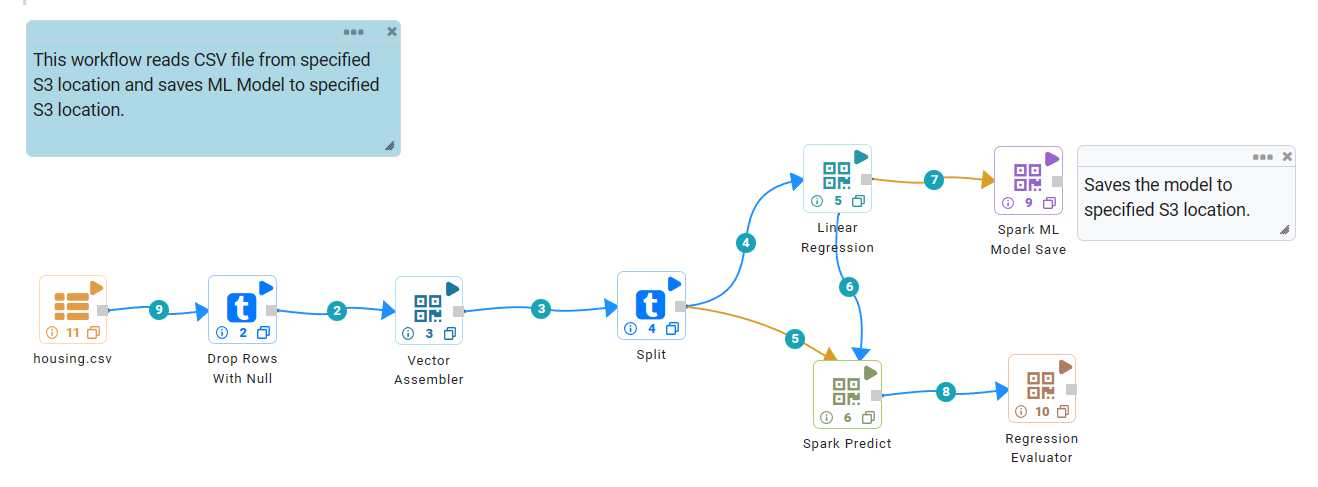 This workflow reads CSV file from specified
S3 location and saves ML Model to specified
S3 location.
Saves the model to
specified S3 location.
5
Linear
Regression
7
9
Spark ML
Model Save
4
6
11
housing.csv
9
t
2
Drop Rows
With Null
2
3
Vector
Assembler
3
t
4
Split
5
6
Spark Predict
8
10
Regression
Evaluator